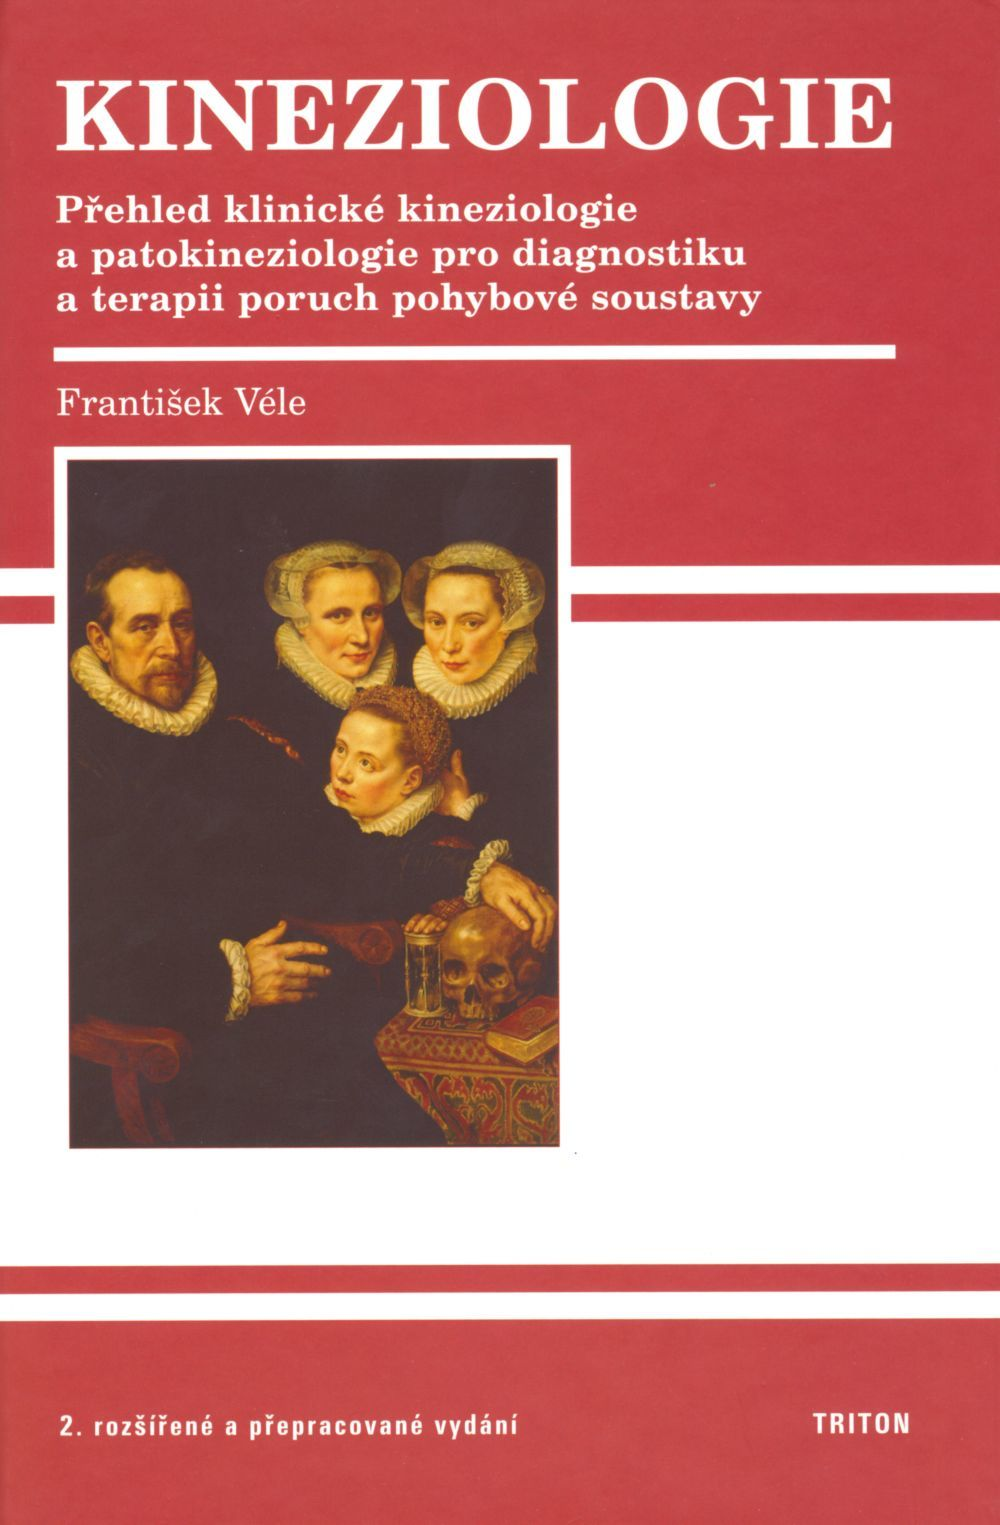 KINEZIOLOGIE
Přehled klinické kineziologie
a patokineziologie pro diagnostiku
a terapii poruch pohybové soustavy
František Véle
2. rozšířené a přepracované vydání
TRITON